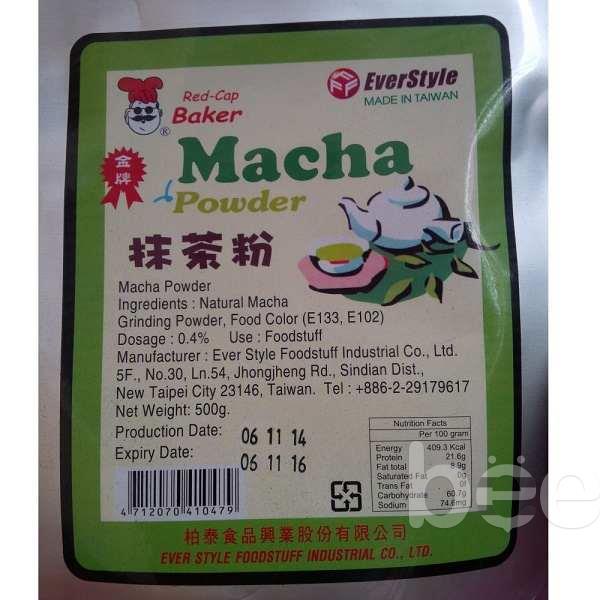 Red-Cap
Baker
®
EverStyle
MADE IN TAIWAN
金牌
Macha
Powder
抹茶粉
Macha Powder
Ingredients : Natural Macha
Grinding Powder, Food Color (E133, E102)
Dosage : 0.4% Use : Foodstuff
Manufacturer : Ever Style Foodstuff Industrial Co., Ltd.
5F., No.30, Ln.54, Jhongjheng Rd., Sindian Dist.,
New Taipei City 23146, Taiwan. Tel : +886-2-29179617
Net Weight: 500g.
Production Date: 06 11 14
Expiry Date: 06 11 16
Nutrition Facts
Per 100 gram
Energy 409.3 Kcal
Protein 21.6g
Fat total 8.9g
Saturated Fat 0g
Trans Fat
Carbohydrate 60.7g
Sodium 74.6mg
4712070410479
柏泰食品興業股份有限公司
EVER STYLE FOODSTUFF INDUSTRIAL CO., LTD.
bee